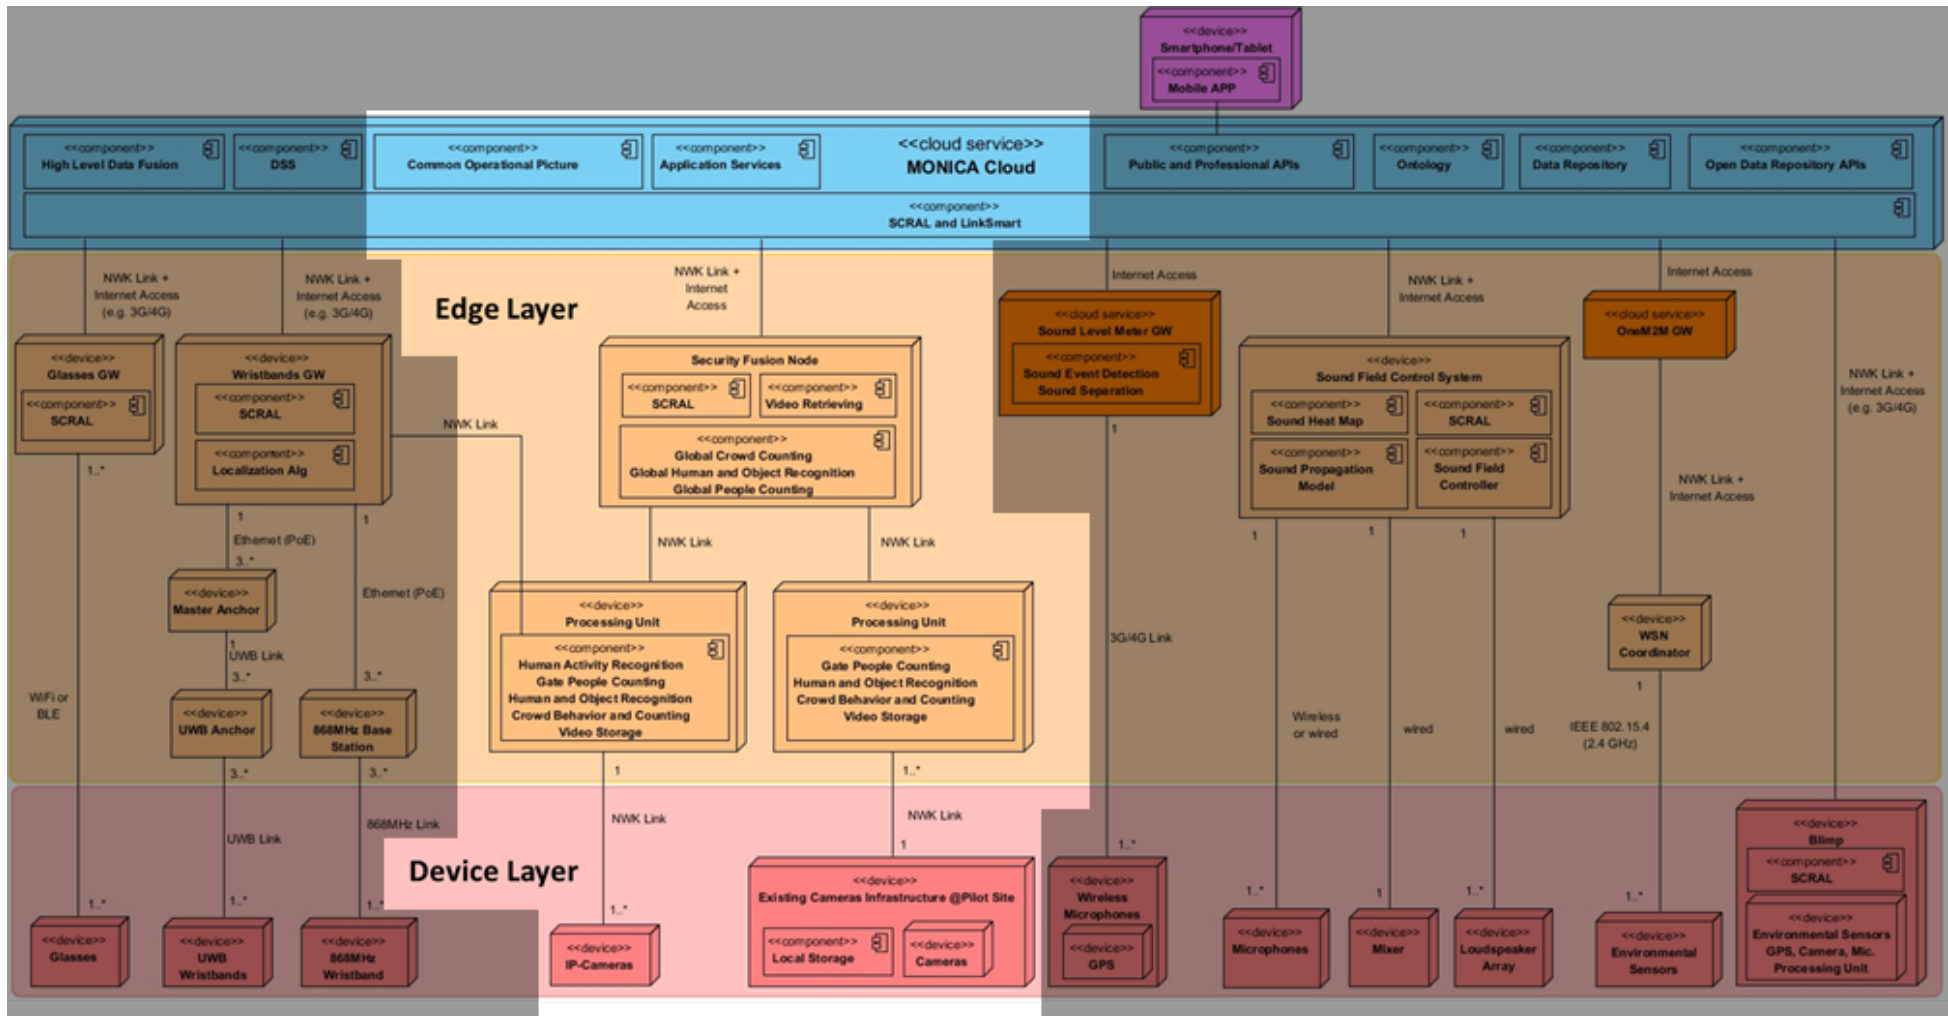 <<device>>
Smartphone/Tablet
<<component>>
Mobile APP
<<component>>
High Level Data Fusion
<<component>>
DSS
<<component>>
Common Operational Picture
<<component>>
Application Services
<<cloud service>>
MONICA Cloud
<<component>>
Public and Professional APIs
<<component>>
Ontology
<<component>>
Data Repository
<<component>>
Open Data Repository APIs
<<component>>
SCRAL and LinkSmart
NWK Link +
Internet Access
(e.g. 3G/4G)
NWK Link +
Internet Access
(e.g. 3G/4G)
Edge Layer
NWK Link +
Internet
Access
Internet Access
NWK Link +
Internet Access
Internet Access
NWK Link +
Internet Access
(e.g. 3G/4G)
<<device>>
Glasses GW
<<component>>
SCRAL
1..*
<<device>>
Wristbands GW
<<component>>
SCRAL
<<component>>
Localization Alg
1
1
NWK Link
Security Fusion Node
<<component>>
SCRAL
<<component>>
Video Retrieving
<<component>>
Global Crowd Counting
Global Human and Object Recognition
Global People Counting
<<cloud service>>
Sound Level Meter GW
<<component>>
Sound Event Detection
Sound Separation
1
<<device>>
Sound Field Control System
<<component>>
Sound Heat Map
<<component>>
SCRAL
<<component>>
Sound Propagation
Model
<<component>>
Sound Field
Controller
1
1
1
<<cloud service>>
OneM2M GW
NWK Link +
Internet Access
Ethernet (PoE)
3..*
<<device>>
Master Anchor
1
UWB Link
3..*
<<device>>
UWB Anchor
3..*
Ethernet (PoE)
3..*
<<device>>
868MHz Base
Station
3..*
WiFi or
BLE
NWK Link
NWK Link
<<device>>
Processing Unit
<<component>>
Human Activity Recognition
Gate People Counting
Human and Object Recognition
Crowd Behavior and Counting
Video Storage
1
<<device>>
Processing Unit
<<component>>
Gate People Counting
Human and Object Recognition
Crowd Behavior and Counting
Video Storage
1..*
3G/4G Link
<<device>>
WSN
Coordinator
1
Wireless
or wired
wired
wired
IEEE 802.15.4
(2.4 GHz)
UWB Link
868MHz Link
Device Layer
NWK Link
NWK Link
1..*
1..*
1..*
1..*
1
1..*
1..*
1
1..*
1..*
<<device>>
Glasses
<<device>>
UWB
Wristbands
<<device>>
868MHz
Wristband
<<device>>
IP-Cameras
<<device>>
Existing Cameras Infrastructure @Pilot Site
<<component>>
Local Storage
<<device>>
Cameras
<<device>>
Wireless
Microphones
<<device>>
GPS
<<device>>
Microphones
<<device>>
Mixer
<<device>>
Loudspeaker
Array
<<device>>
Environmental
Sensors
<<device>>
Blimp
<<component>>
SCRAL
<<device>>
Environmental Sensors
GPS, Camera, Mic.
Processing Unit